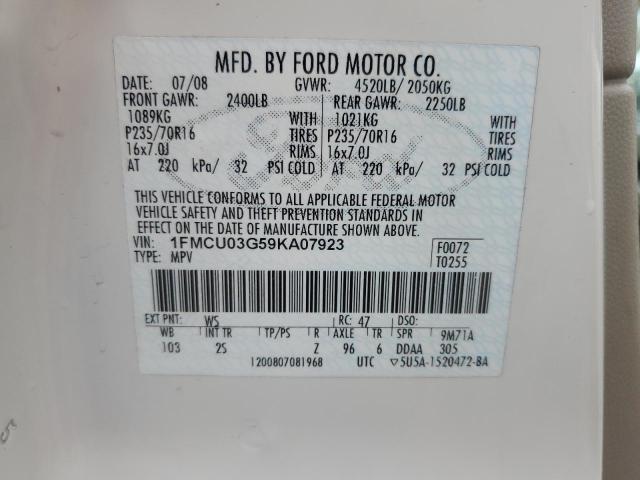 MFD. BY FORD MOTOR CO.
DATE: 07/08 GVWR: 4520LB/ 2050KG
FRONT GAWR: 2400LB REAR GAWR: 2250LB
1089KG WITH 1021KG WITH
P235/70R16 TIRES P235/70R16 TIRES
16x7.0J RIMS 16x7.0J RIMS
AT 220 kPa/ 32 PSI COLD AT 220 kPa/ 32 PSI COLD
THIS VEHICLE CONFORMS TO ALL APPLICABLE FEDERAL MOTOR
VEHICLE SAFETY AND THEFT PREVENTION STANDARDS IN
EFFECT ON THE DATE OF MANUFACTURE SHOWN ABOVE.
VIN: 1FMCU03G59KA07923 F0072
TYPE: MPV T0255
EXT PNT: WS RC: 47 DSO:
WB INT TR TP/PS R AXLE TR SPR 9M71A
103 2S Z 96 6 DDAA 305
1200807081968 UTC ▽5U5A-1520472-BA
Ford
5